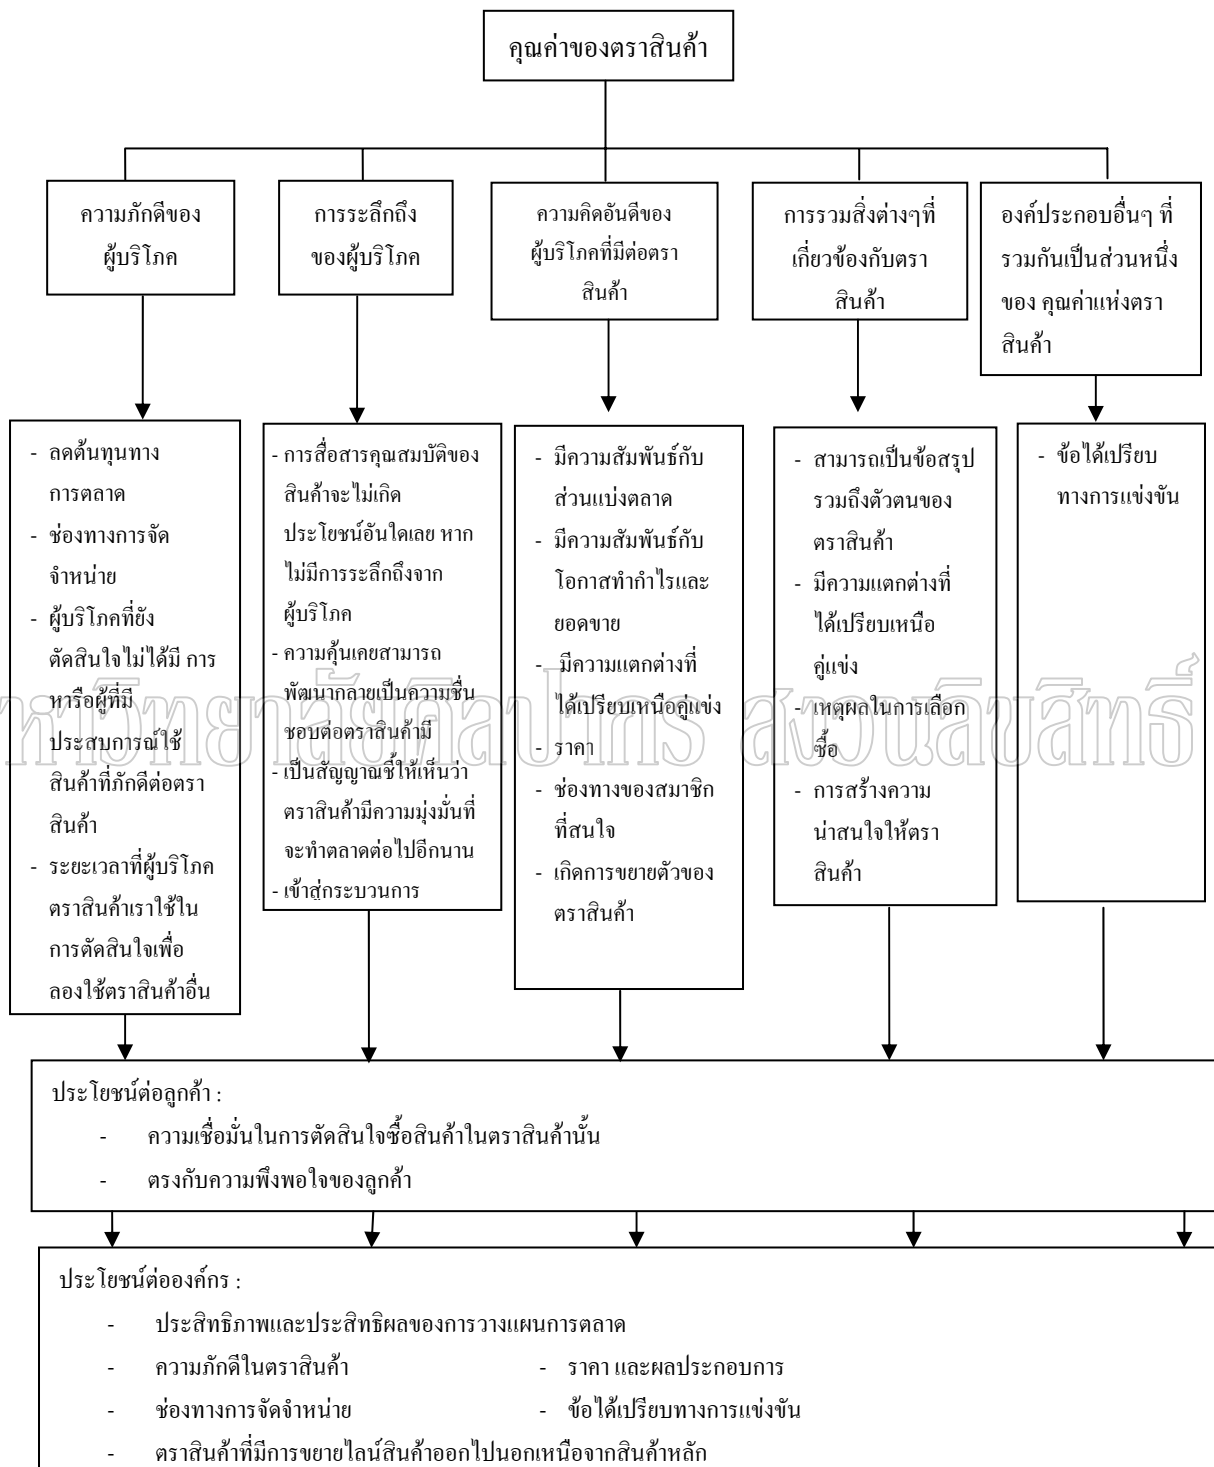 คุณค่าของตราสินค้า
ความภักดีของ
ผู้บริโภค
การระลึกถึง
ของผู้บริโภค
ความคิดอันดีของ
ผู้บริโภคที่มีต่อตรา
สินค้า
การรวมสิ่งต่างๆที่
เกี่ยวข้องกับตรา
สินค้า
องค์ประกอบอื่นๆ ที่
รวมกันเป็นส่วนหนึ่ง
ของ คุณค่าแห่งตรา
สินค้า
- ลดต้นทุนทาง
การตลาด
- ช่องทางการจัด
จำหน่าย
- ผู้บริโภคที่ยัง
ตัดสินใจไม่ได้มี การ
หารือผู้ที่มี
ประสบการณ์ใช้
สินค้าที่ภักดีต่อตรา
สินค้า
- ระยะเวลาที่ผู้บริโภค
ตราสินค้าเราใช้ใน
การตัดสินใจเพื่อ
ลองใช้ตราสินค้าอื่น
- การสื่อสารคุณสมบัติของ
สินค้าจะไม่เกิด
ประโยชน์อันใดเลย หาก
ไม่มีการระลึกถึงจาก
ผู้บริโภค
- ความคุ้นเคยสามารถ
พัฒนากลายเป็นความชื่น
ชอบต่อตราสินค้ามี
- เป็นสัญญาณชี้ให้เห็นว่า
ตราสินค้ามีความมุ่งมั่นที่
จะทำตลาดต่อไปอีกนาน
- เข้าสู่กระบวนการ
- มีความสัมพันธ์กับ
ส่วนแบ่งตลาด
- มีความสัมพันธ์กับ
โอกาสทำกำไรและ
ยอดขาย
- มีความแตกต่างที่
ได้เปรียบเหนือคู่แข่ง
- ราคา
- ช่องทางของสมาชิก
ที่สนใจ
- เกิดการขยายตัวของ
ตราสินค้า
- สามารถเป็นข้อสรุป
รวมถึงตัวตนของ
ตราสินค้า
- มีความแตกต่างที่
ได้เปรียบเหนือ
คู่แข่ง
- เหตุผลในการเลือก
ซื้อ
- การสร้างความ
น่าสนใจให้ตรา
สินค้า
- ข้อได้เปรียบ
ทางการแข่งขัน
มหาวิทยาลัยศิลปากร สงวนลิขสิทธิ์
ประโยชน์ต่อลูกค้า :
- ความเชื่อมั่นในการตัดสินใจซื้อสินค้าในตราสินค้านั้น
- ตรงกับความพึงพอใจของลูกค้า
ประโยชน์ต่อองค์กร :
- ประสิทธิภาพและประสิทธิผลของการวางแผนการตลาด
- ความภักดีในตราสินค้า - ราคา และผลประกอบการ
- ช่องทางการจัดจำหน่าย - ข้อได้เปรียบทางการแข่งขัน
- ตราสินค้าที่มีการขยายไลน์สินค้าออกไปนอกเหนือจากสินค้าหลัก